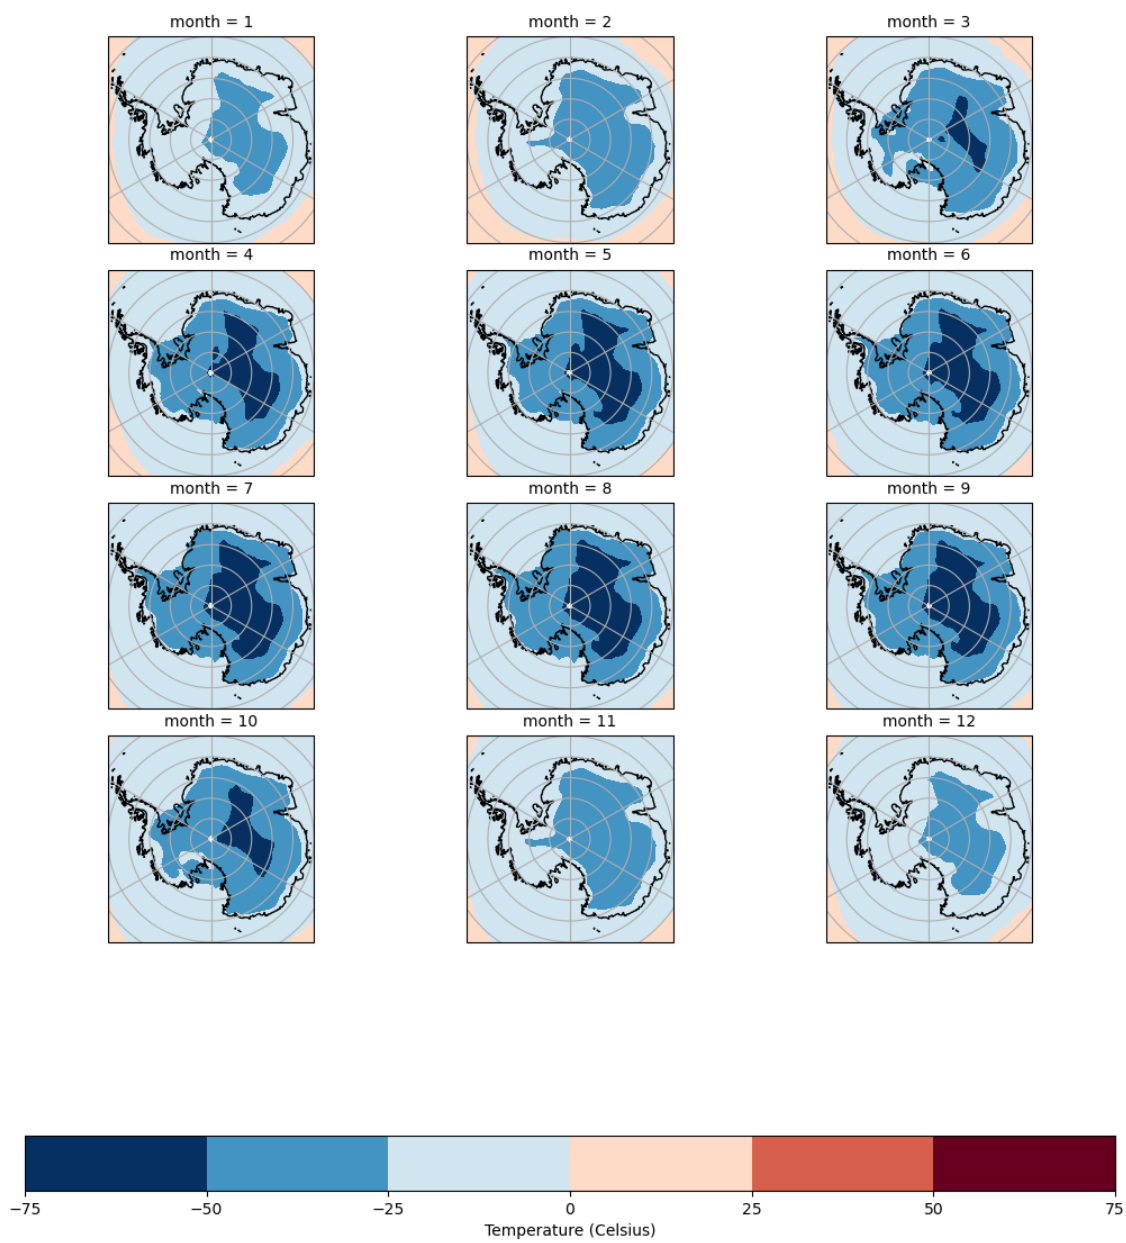 month = 1 month = 2 month = 3
month = 4 month = 5 month = 6
month = 7 month = 8 month = 9
month = 10 month = 11 month = 12
−75 −50 −25 0 25 50 75
Temperature (Celsius)